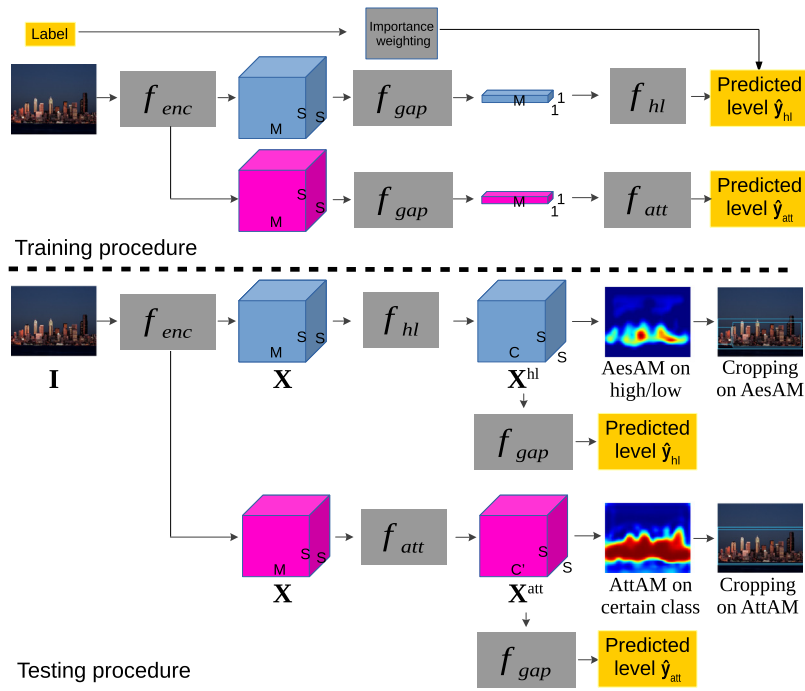 Label
Importance
weighting
f enc
M
S
S
f gap
M
1
1
f hl
Predicted
level ŷhl
M
S
S
f gap
M
1
1
f att
Predicted
level ŷatt
Training procedure
f enc
M
S
S
f hl
C
S
S
I
X
Xhl
AesAM on
high/low
Cropping
on AesAM
f gap
Predicted
level ŷhl
M
S
S
f att
C'
S
S
X
Xatt
AttAM on
certain class
Cropping
on AttAM
f gap
Predicted
level ŷatt
Testing procedure